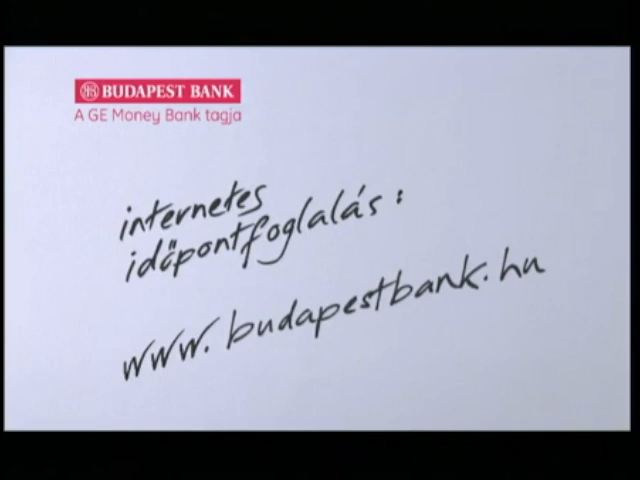 BUDAPEST BANK
A GE Money Bank tagja
internetes
időpontfoglalás:
www.budapestbank.hu